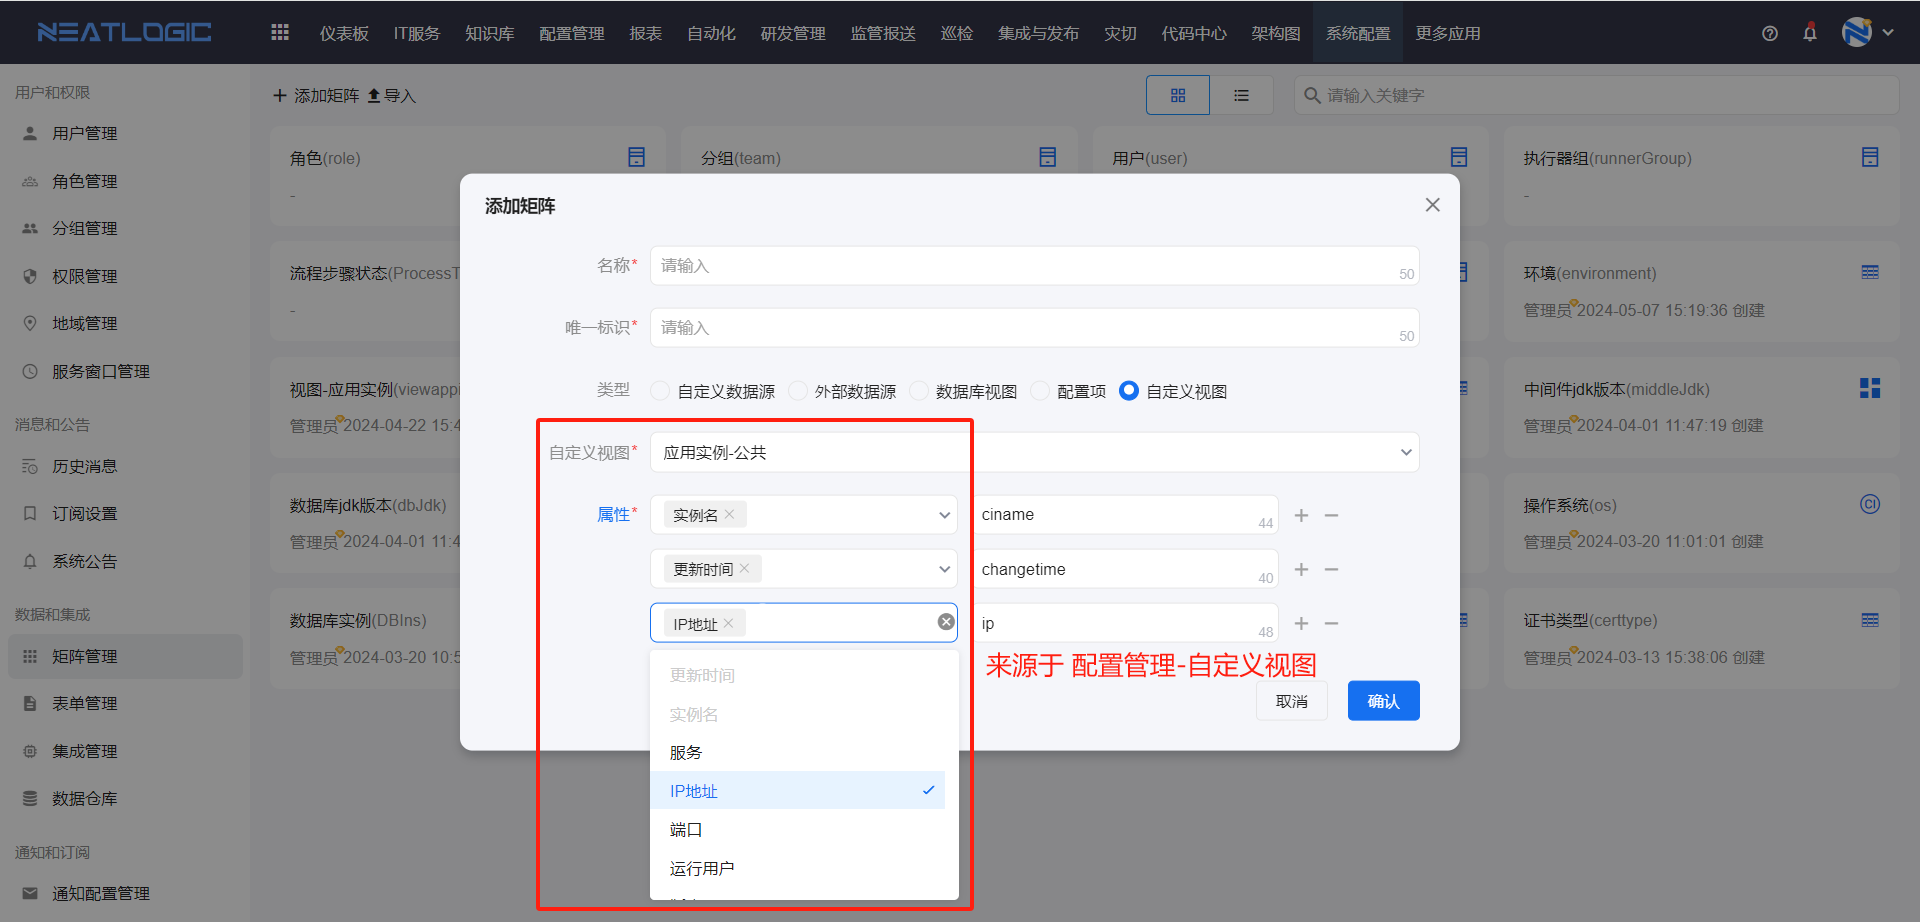 NEATLOGIC
仪表板
IT服务
知识库
配置管理
报表
自动化
研发管理
监管报送
巡检
集成与发布
灾切
代码中心
架构图
系统配置
更多应用
用户和权限
用户管理
角色管理
分组管理
权限管理
地域管理
服务窗口管理
消息和公告
历史消息
订阅设置
系统公告
数据和集成
矩阵管理
表单管理
集成管理
数据仓库
通知和订阅
通知配置管理
添加矩阵
导入
请输入关键字
角色(role)
-
分组(team)
用户(user)
执行器组(runnerGroup)
-
流程步骤状态(ProcessT
-
环境(environment)
管理员 2024-05-07 15:19:36 创建
视图-应用实例(viewapp
管理员 2024-04-22 15:4
中间件jdk版本(middleJdk)
管理员 2024-04-01 11:47:19 创建
数据库jdk版本(dbJdk)
管理员 2024-04-01 11:4
操作系统(os)
CI
管理员 2024-03-20 11:01:01 创建
数据库实例(DBIns)
管理员 2024-03-20 10:5
证书类型(certtype)
管理员 2024-03-13 15:38:06 创建
添加矩阵
名称*
请输入
50
唯一标识*
请输入
50
类型
自定义数据源
外部数据源
数据库视图
配置项
自定义视图
自定义视图*
应用实例-公共
属性*
实例名
ciname
44
更新时间
changetime
40
IP地址
ip
48
更新时间
实例名
服务
IP地址
端口
运行用户
来源于 配置管理-自定义视图
取消
确认